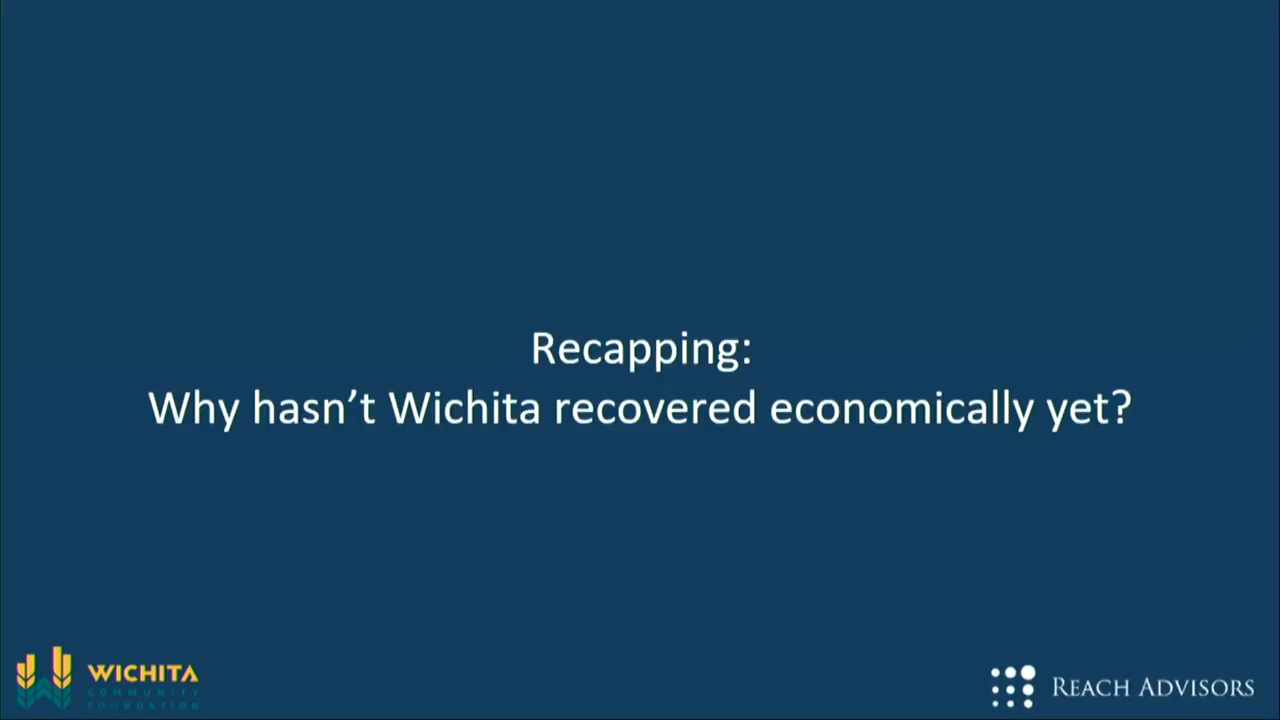 Recapping:
Why hasn’t Wichita recovered economically yet?
WICHITA
COMMUNITY
FOUNDATION
REACH ADVISORS